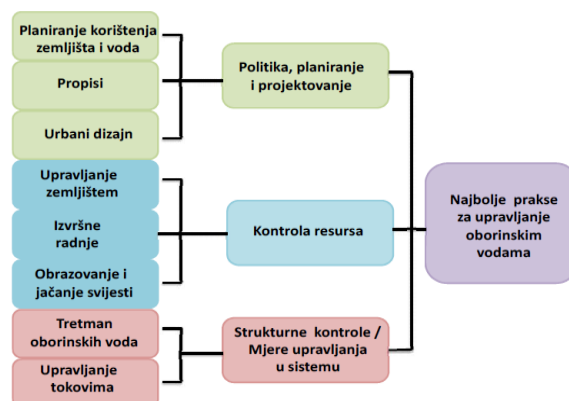 Planiranje korištenja
zemljišta i voda
Propisi
Urbani dizajn
Upravljanje
zemljištem
Izvršne
radnje
Obrazovanje i
jačanje svijesti
Tretman
oborinskih voda
Upravljanje
tokovima
Politika, planiranje
i projektovanje
Kontrola resursa
Strukturne kontrole /
Mjere upravljanja
u sistemu
Najbolje prakse
za upravljanje
oborinskim
vodama